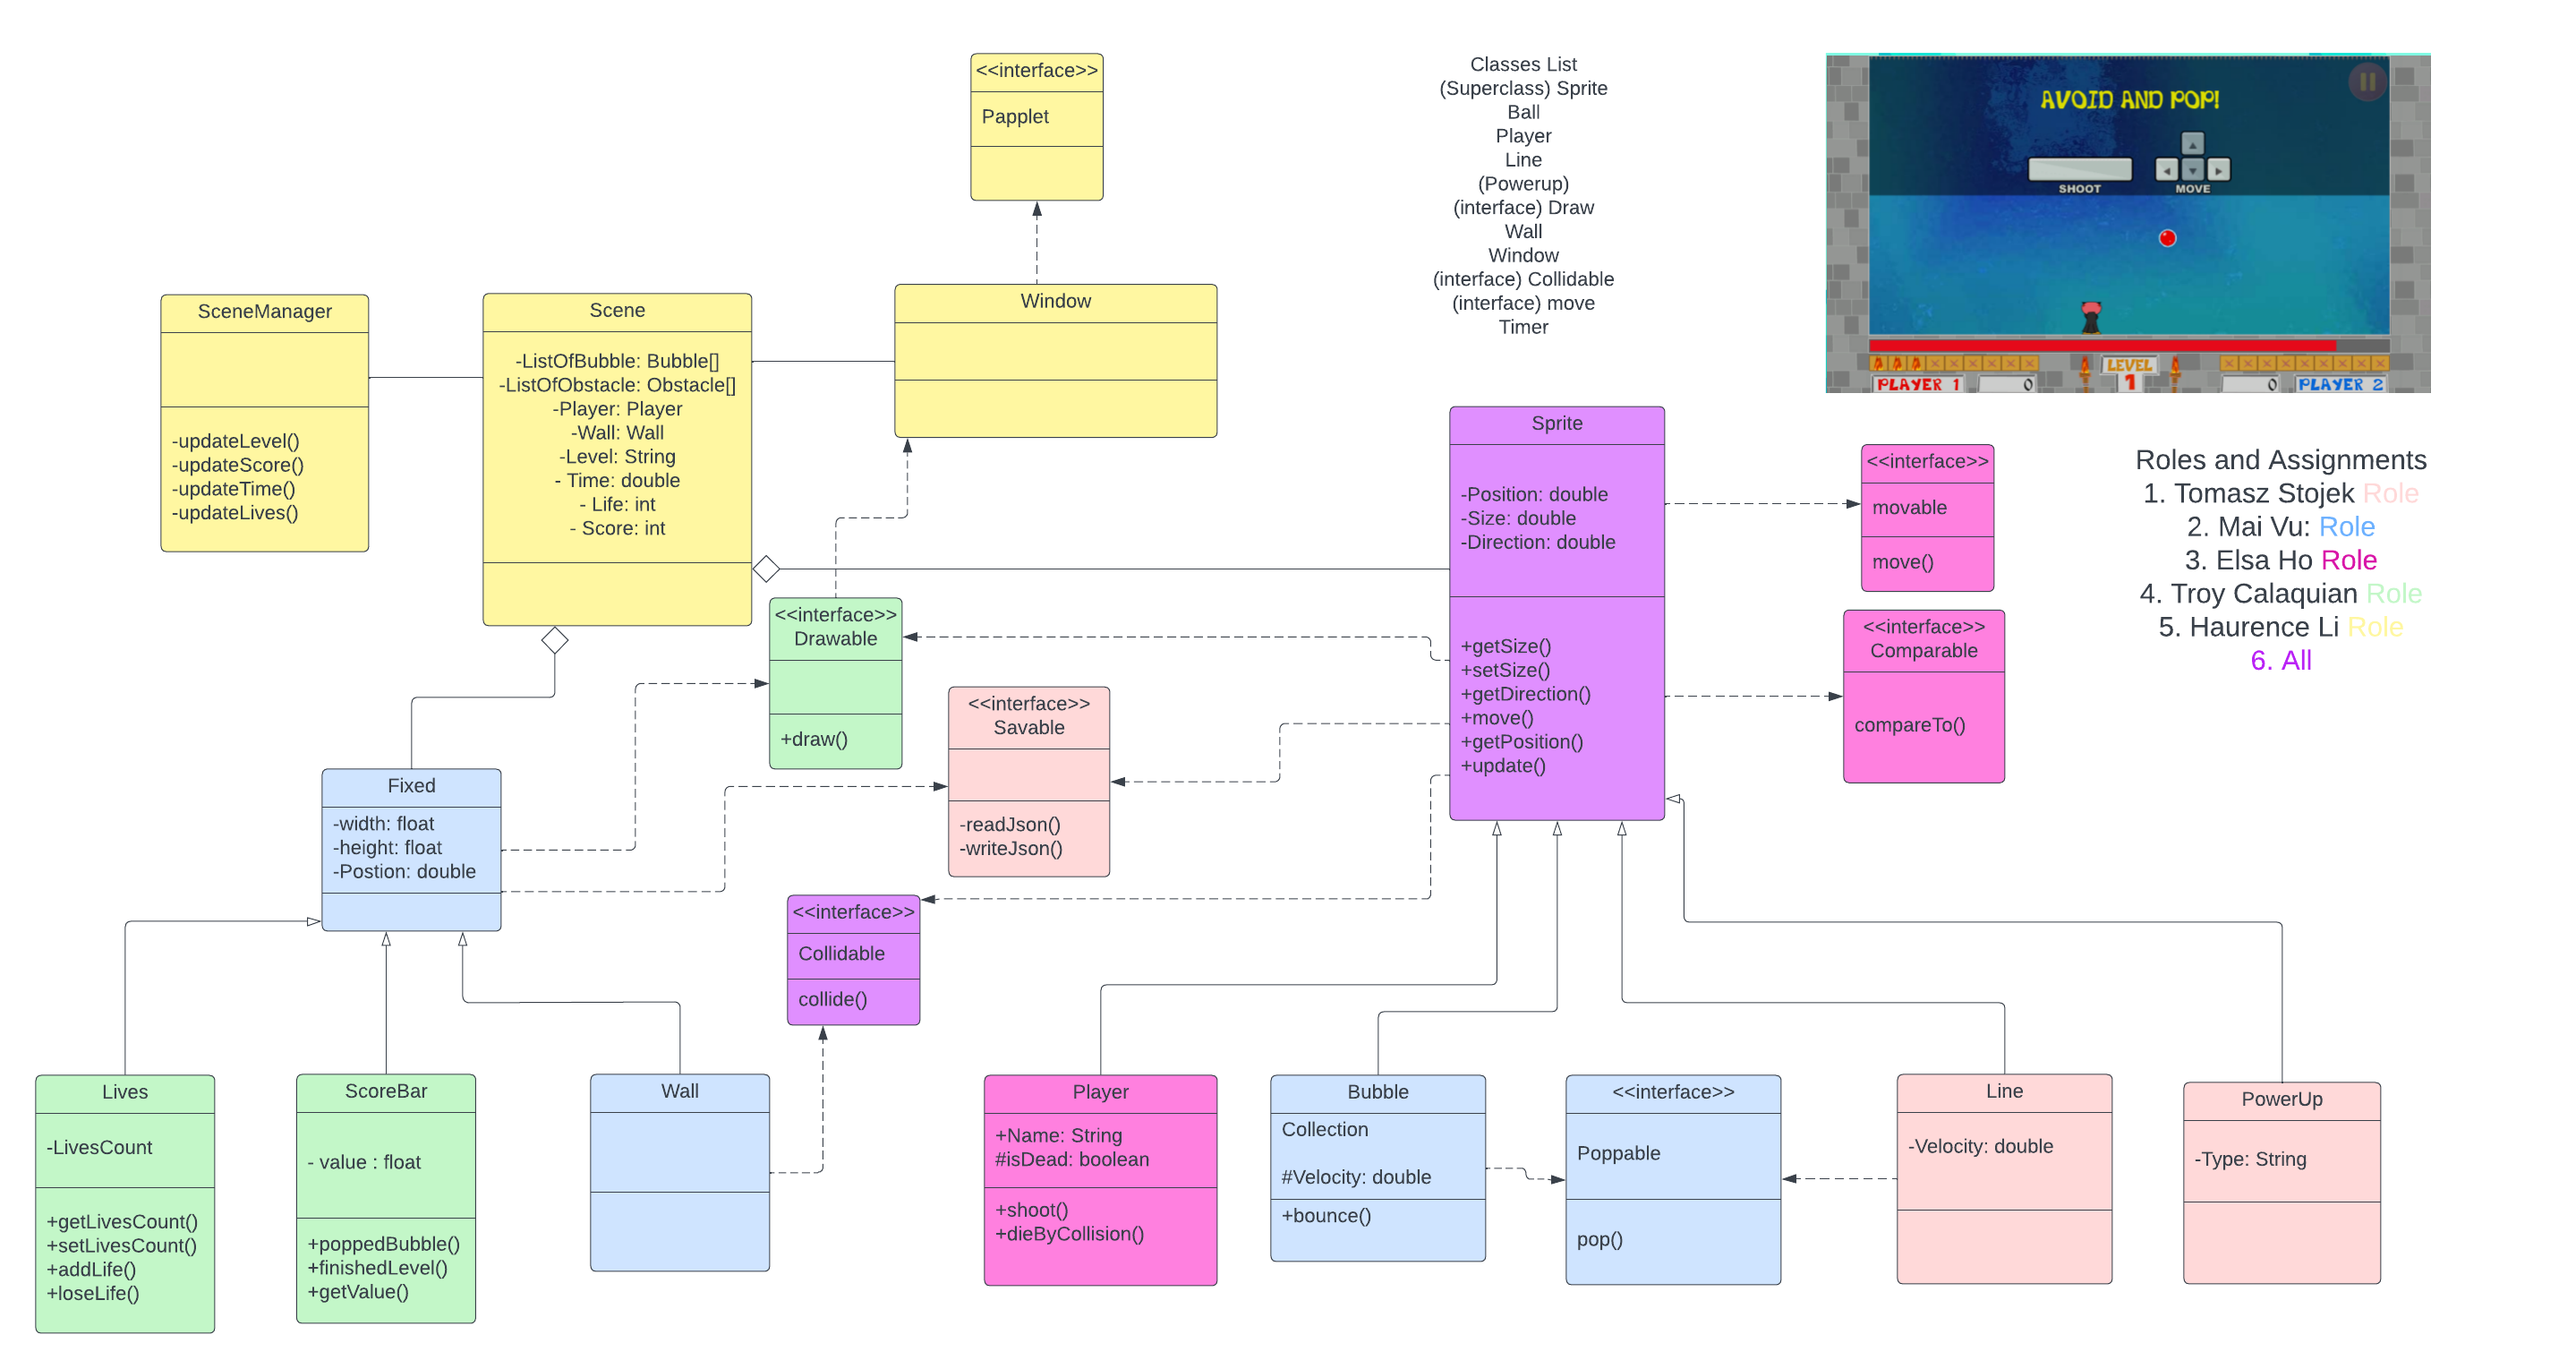 <<interface>>
Papplet
Classes List
(Superclass) Sprite
Ball
Player
Line
(Powerup)
(interface) Draw
Wall
Window
(interface) Collidable
(interface) move
Timer
AVOID AND POP!
SHOOT
MOVE
LEVEL
1
PLAYER 1
0
0
PLAYER 2
SceneManager
-updateLevel()
-updateScore()
-updateTime()
-updateLives()
Scene
-ListOfBubble: Bubble[]
-ListOfObstacle: Obstacle[]
-Player: Player
-Wall: Wall
-Level: String
- Time: double
- Life: int
- Score: int
Window
Sprite
-Position: double
-Size: double
-Direction: double
+getSize()
+setSize()
+getDirection()
+move()
+getPosition()
+update()
<<interface>>
movable
move()
<<interface>>
Comparable
compareTo()
Roles and Assignments
1. Tomasz Stojek Role
2. Mai Vu: Role
3. Elsa Ho Role
4. Troy Calaquian Role
5. Haurence Li Role
6. All
<<interface>>
Drawable
+draw()
<<interface>>
Savable
-readJson()
-writeJson()
Fixed
-width: float
-height: float
-Postion: double
<<interface>>
Collidable
collide()
Lives
-LivesCount
+getLivesCount()
+setLivesCount()
+addLife()
+loseLife()
ScoreBar
- value : float
+poppedBubble()
+finishedLevel()
+getValue()
Wall
Player
+Name: String
#isDead: boolean
+shoot()
+dieByCollision()
Bubble
Collection
#Velocity: double
+bounce()
<<interface>>
Poppable
pop()
Line
-Velocity: double
PowerUp
-Type: String